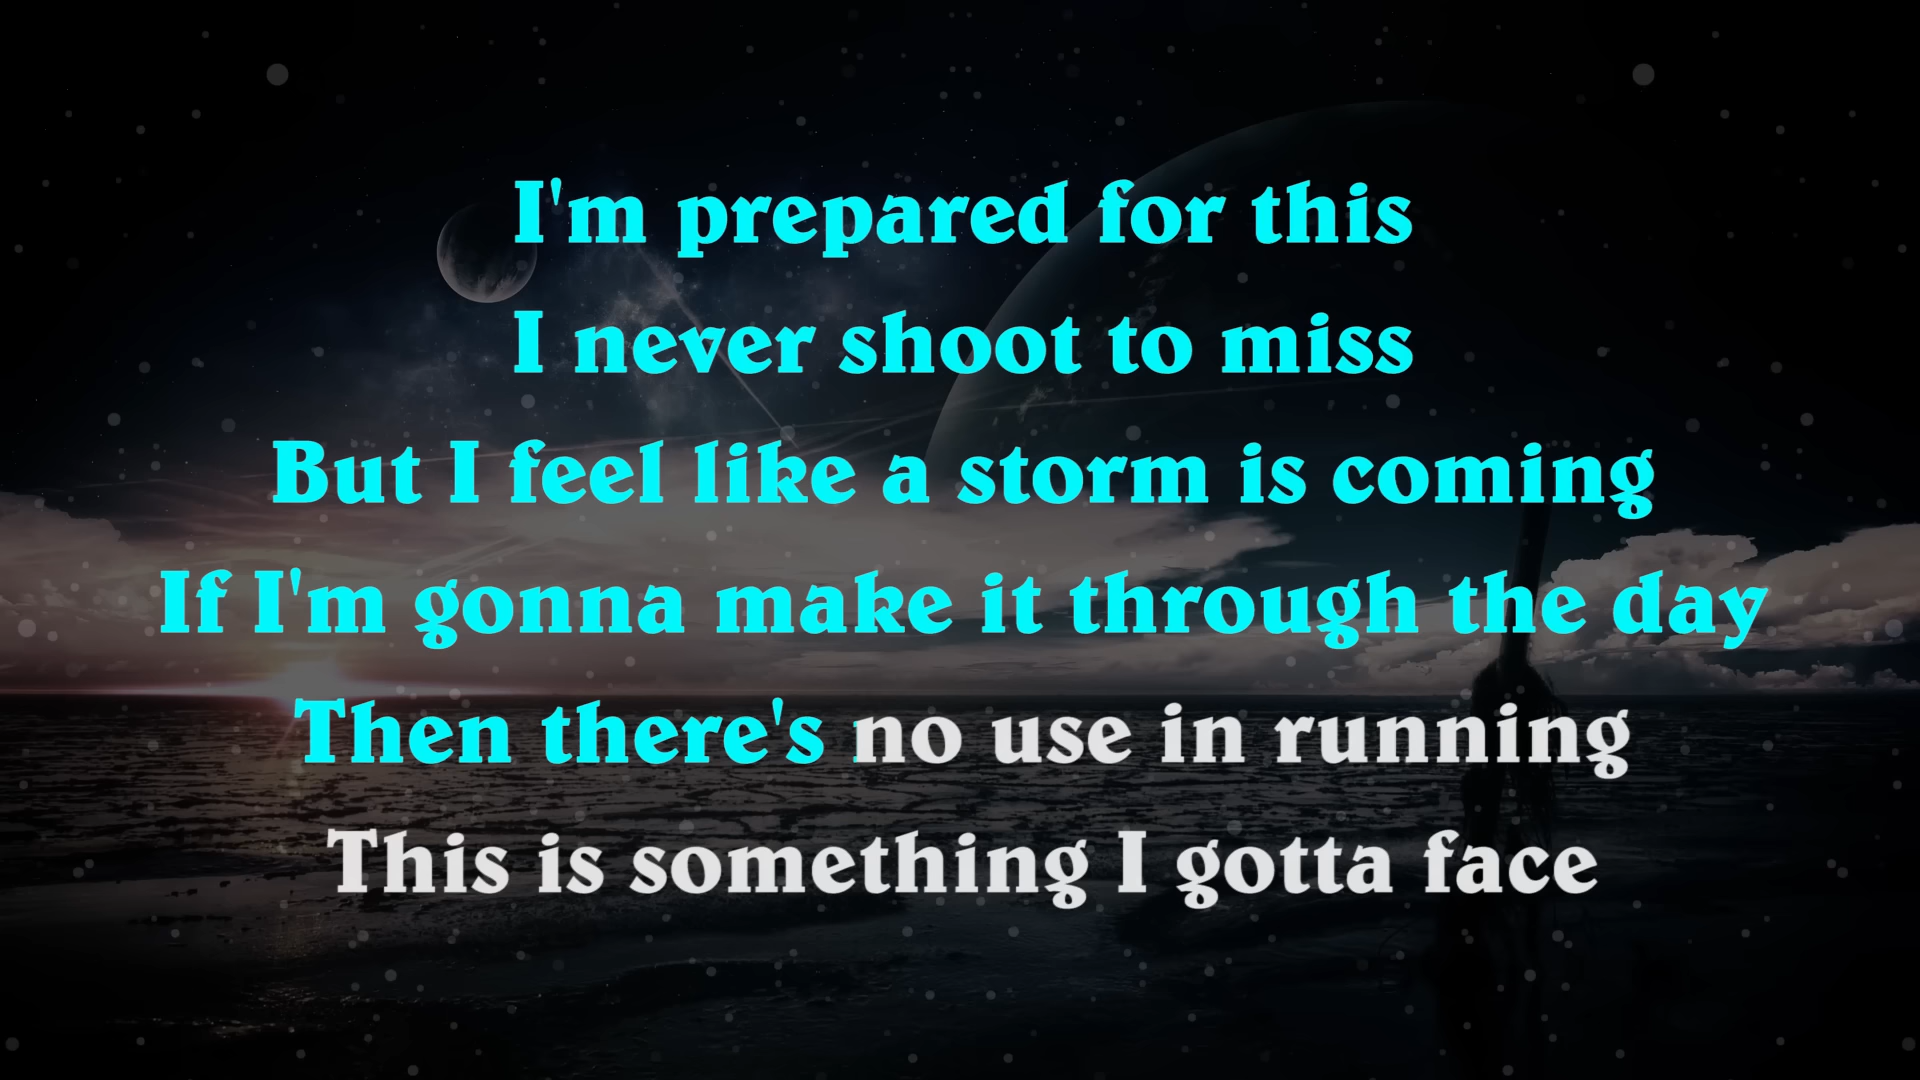 I'm prepared for this
I never shoot to miss
But I feel like a storm is coming
If I'm gonna make it through the day
Then there's no use in running
This is something I gotta face